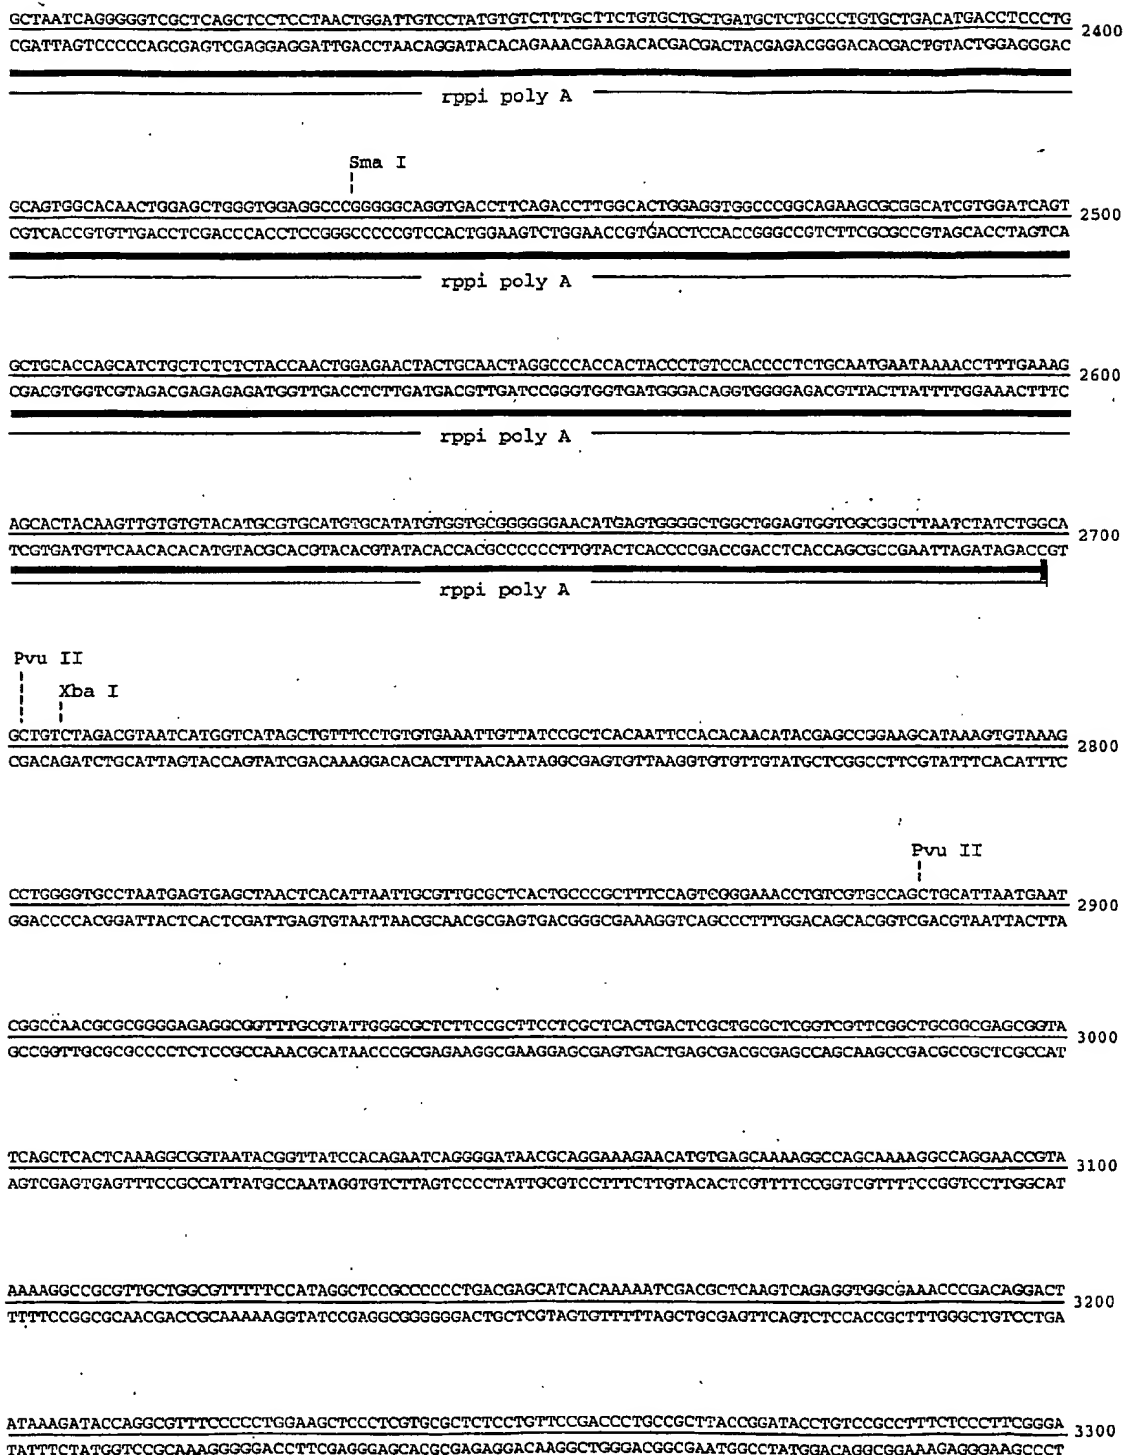 GCTAATCAGGGGGTCGCTCAGCTCCTCCTAACTGGATTGTCCTATGTGTCTTTGCTTCTGTGCTGCTGATGCTCTGCCCTGTGCTGACATGACCTCCCTG
2400
CGATTAGTCCCCCAGCGAGTCGAGGAGGATTGACCTAACAGGATACACAGAAACGAAGACACGACGACTACGAGACGGGACACGACTGTACTGGAGGGAC
rppi poly A
Sma I
GCAGTGGCACAACTGGAGCTGGGTGGAGGCCCGGGGGCAGGTGACCTTCAGACCTTGGCACTGGAGGTGGCCCGGCAGAAGCGCGGCATCGTGGATCAGT
2500
CGTCACCGTGTTGACCTCGACCCACCTCCGGGCCCCCGTCCACTGGAAGTCTGGAACCGTGACCTCCACCGGGCCGTCTTCGCGCCGTAGCACCTAGTCA
rppi poly A
GCTGCACCAGCATCTGCTCTCTCTACCAACTGGAGAACTACTGCAACTAGGCCCACCACTACCCTGTCCACCCCTCTGCAATGAATAAAACCTTTGAAAG
2600
CGACGTGGTCGTAGACGAGAGAGATGGTTGACCTCTTGATGACGTTGATCCGGGTGGTGATGGGACAGGTGGGGAGACGTTACTTATTTTGGAAACTTTC
rppi poly A
AGCACTACAAGTTGTGTGTACATGCGTGCATGTGCATATGTGGTGCGGGGGGAACATGAGTGGGGCTGGCTGGAGTGGTCGCGGCTTAATCTATCTGGCA
2700
TCGTGATGTTCAACACACATGTACGCACGTACACGTATACACCACGCCCCCCTTGTACTCACCCCGACCGACCTCACCAGCGCCGAATTAGATAGACCGT
rppi poly A
Pvu II
Xba I
GCTGTCTAGACGTAATCATGGTCATAGCTGTTTCCTGTGTGAAATTGTTATCCGCTCACAATTCCACACAACATACGAGCCGGAAGCATAAAGTGTAAAG
2800
CGACAGATCTGCATTAGTACCAGTATCGACAAAGGACACACTTTAACAATAGGCGAGTGTTAAGGTGTGTTGTATGCTCGGCCTTCGTATTTCACATTTC
Pvu II
CCTGGGGTGCCTAATGAGTGAGCTAACTCACATTAATTGCGTTGCGCTCACTGCCCGCTTTCCAGTCGGGAAACCTGTCGTGCCAGCTGCATTAATGAAT
2900
GGACCCCACGGATTACTCACTCGATTGAGTGTAATTAACGCAACGCGAGTGACGGGCGAAAGGTCAGCCCTTTGGACAGCACGGTCGACGTAATTACTTA
CGGCCAACGCGCGGGGAGAGGCGGTTTGCGTATTGGGCGCTCTTCCGCTTCCTCGCTCACTGACTCGCTGCGCTCGGTCGTTCGGCTGCGGCGAGCGGTA
3000
GCCGGTTGCGCGCCCCTCTCCGCCAAACGCATAACCCGCGAGAAGGCGAAGGAGCGAGTGACTGAGCGACGCGAGCCAGCAAGCCGACGCCGCTCGCCAT
TCAGCTCACTCAAAGGCGGTAATACGGTTATCCACAGAATCAGGGGATAACGCAGGAAAGAACATGTGAGCAAAAGGCCAGCAAAAGGCCAGGAACCGTA
3100
AGTCGAGTGAGTTTCCGCCATTATGCCAATAGGTGTCTTAGTCCCCTATTGCGTCCTTTCTTGTACACTCGTTTTCCGGTCGTTTTCCGGTCCTTGGCAT
AAAAGGCCGCGTTGCTGGCGTTTTTCCATAGGCTCCGCCCCCCTGACGAGCATCACAAAAATCGACGCTCAAGTCAGAGGTGGCGAAACCCGACAGGACT
3200
TTTTCCGGCGCAACGACCGCAAAAAGGTATCCGAGGCGGGGGGACTGCTCGTAGTGTTTTTAGCTGCGAGTTCAGTCTCCACCGCTTTGGGCTGTCCTGA
ATAAAGATACCAGGCGTTTCCCCCTGGAAGCTCCCTCGTGCGCTCTCCTGTTCCGACCCTGCCGCTTACCGGATACCTGTCCGCCTTTCTCCCTTCGGGA
3300
TATTTCTATGGTCCGCAAAGGGGGACCTTCGAGGGAGCACGCGAGAGGACAAGGCTGGGACGGCGAATGGCCTATGGACAGGCGGAAAGAGGGAAGCCCT